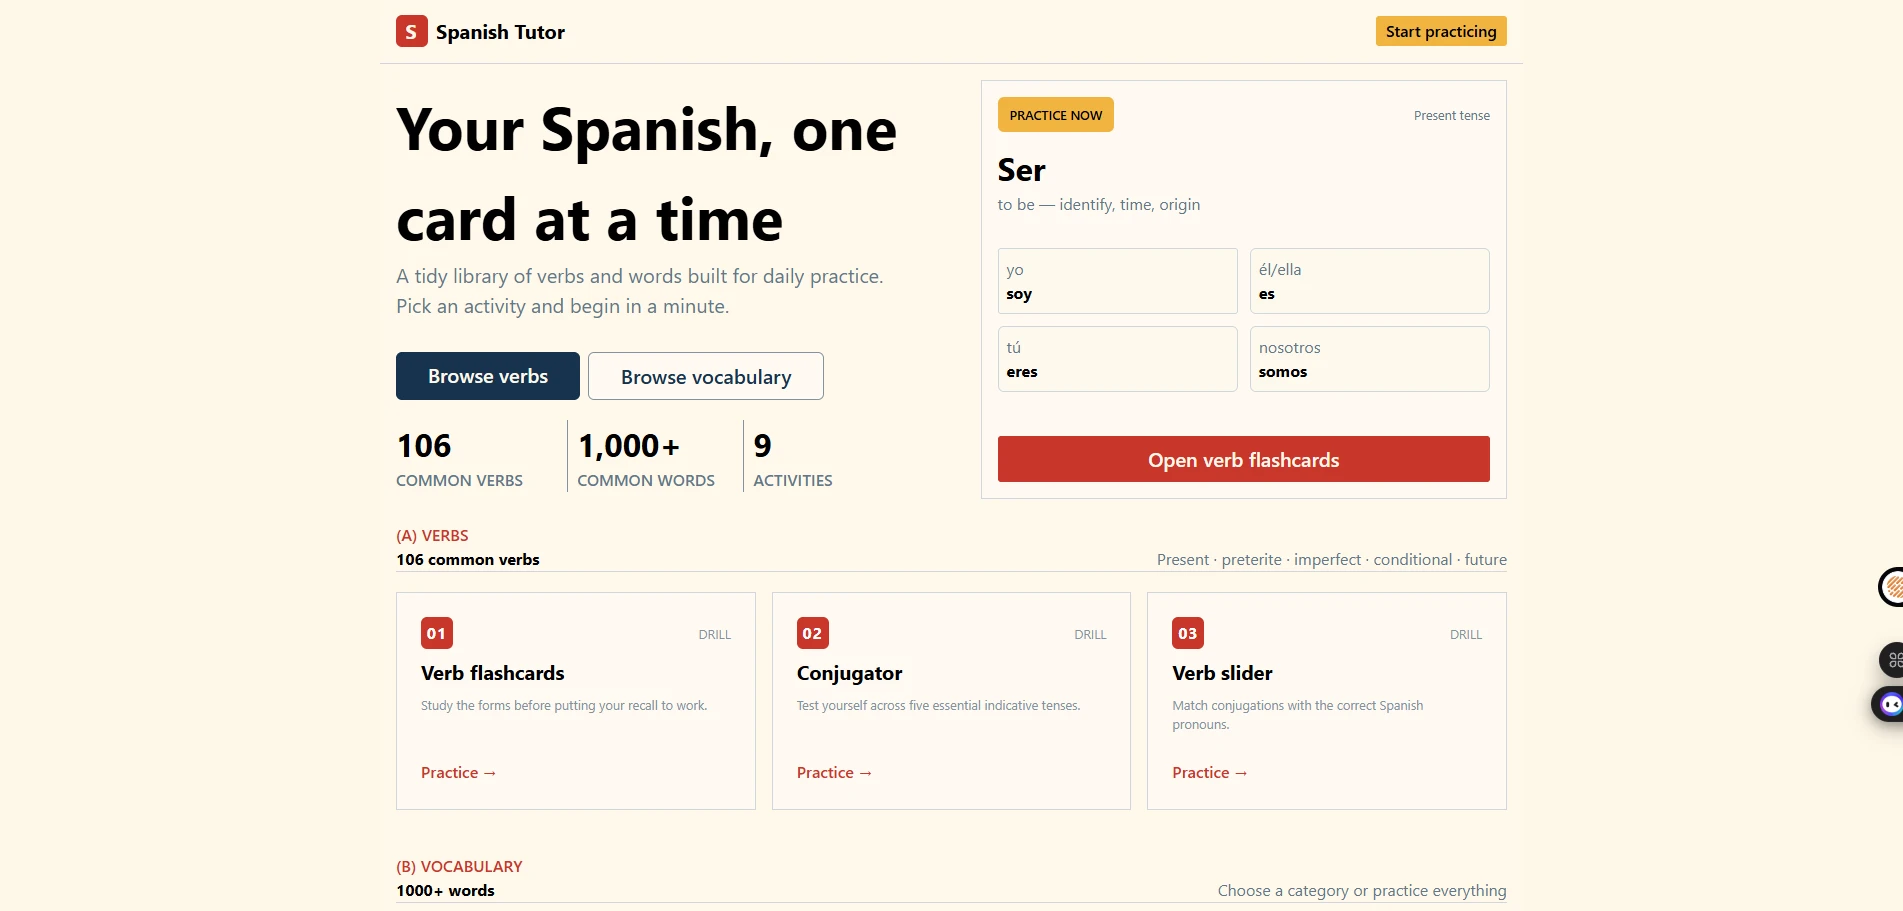 S Spanish Tutor
Start practicing
Your Spanish, one
card at a time
A tidy library of verbs and words built for daily practice.
Pick an activity and begin in a minute.
Browse verbs
Browse vocabulary
106
COMMON VERBS
1,000+
COMMON WORDS
9
ACTIVITIES
PRACTICE NOW
Present tense
Ser
to be — identify, time, origin
yo
soy
él/ella
es
tú
eres
nosotros
somos
Open verb flashcards
(A) VERBS
106 common verbs
Present · preterite · imperfect · conditional · future
01
DRILL
Verb flashcards
Study the forms before putting your recall to work.
Practice →
02
DRILL
Conjugator
Test yourself across five essential indicative tenses.
Practice →
03
DRILL
Verb slider
Match conjugations with the correct Spanish
pronouns.
Practice →
(B) VOCABULARY
1000+ words
Choose a category or practice everything